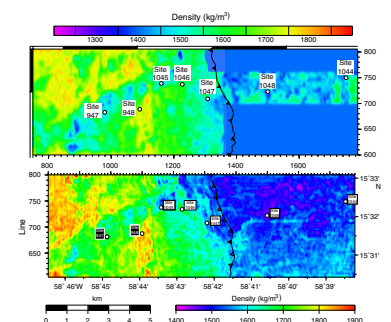 Density (kg/m³)
1300 1400 1500 1600 1700 1800
800
750
700
650
600
Site 947
Site 948
Site 1045
Site 1046
Site 1047
Site 1048
Site 1044
800 1000 1200 1400 1600
800
750
700
650
Line
15°33'
N
15°32'
15°31'
58°46'W 58°45' 58°44' 58°43' 58°42' 58°41' 58°40' 58°39'
km
0 1 2 3 4 5
Density (kg/m³)
1400 1500 1600 1700 1800 1900